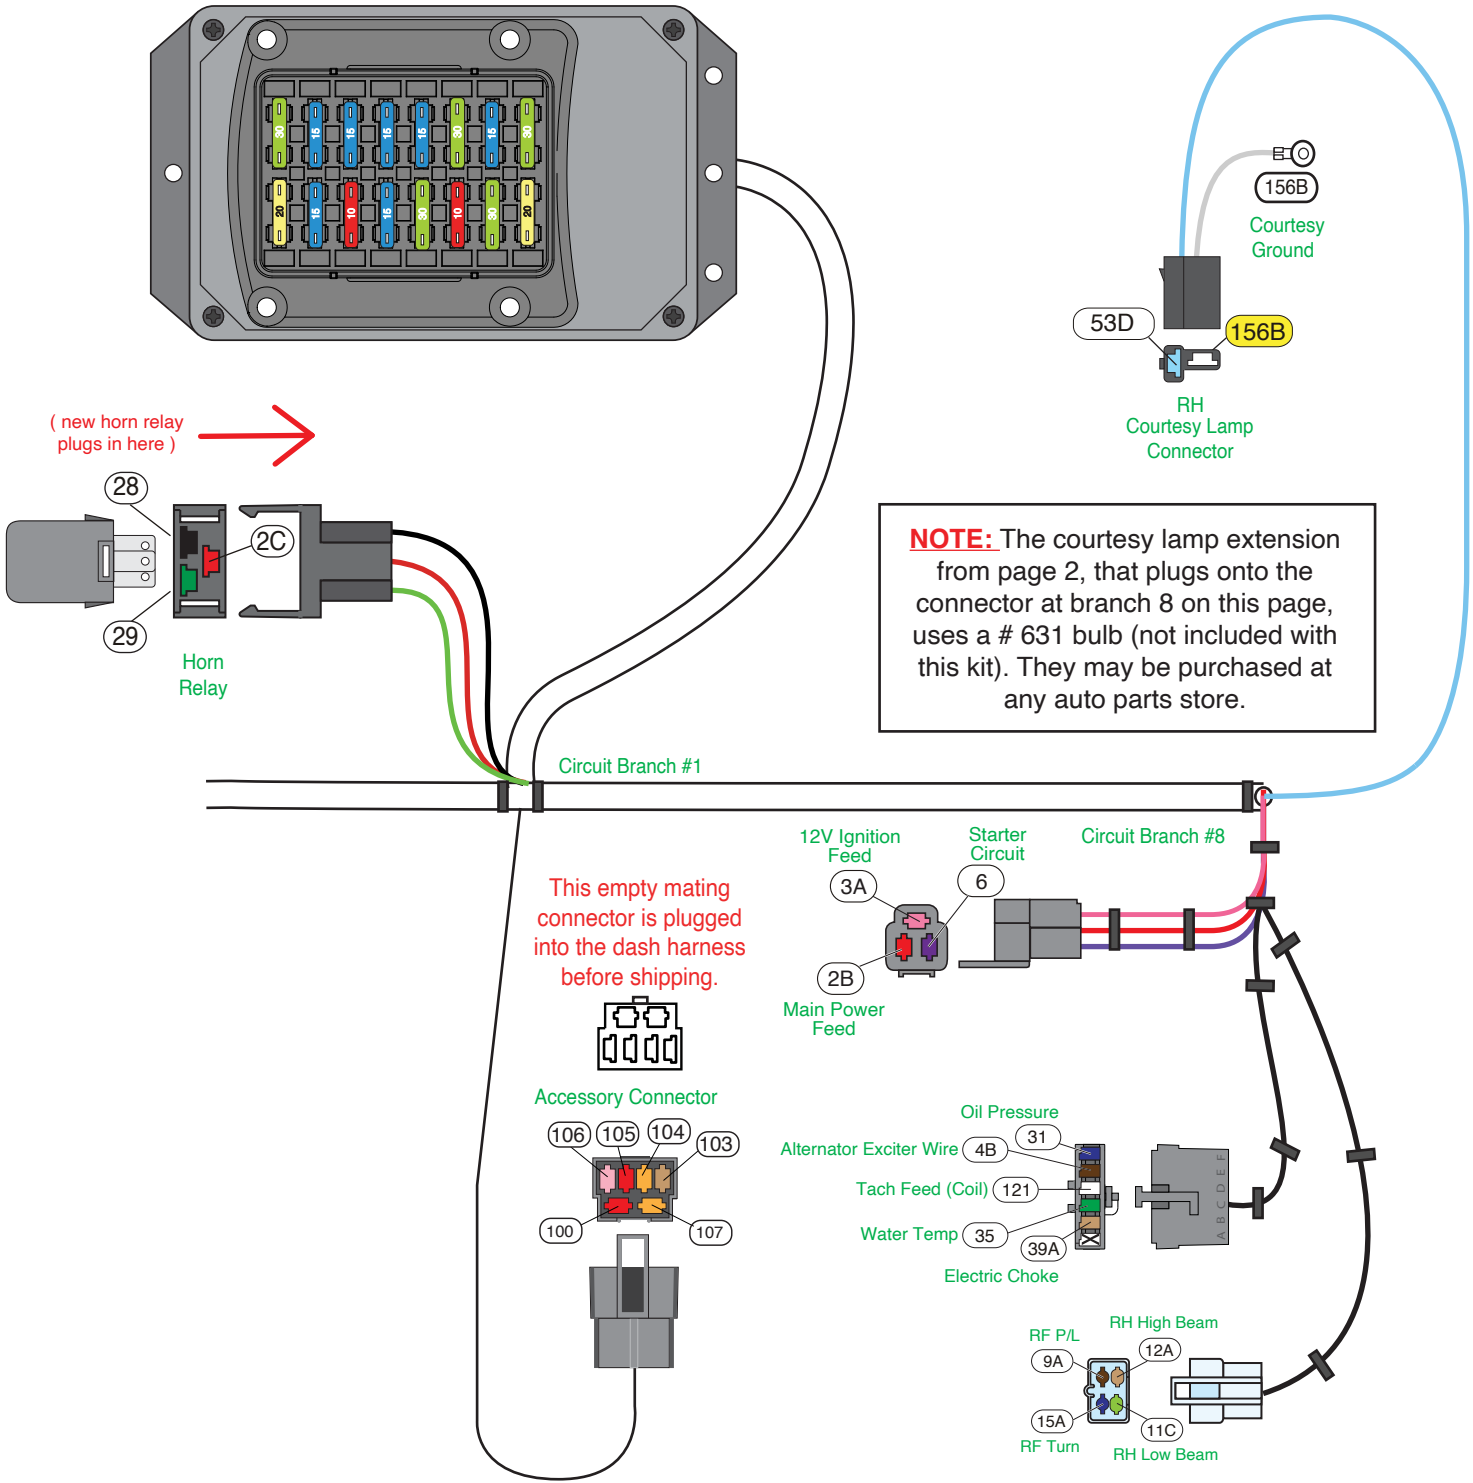 30 15 15 15 15 30 15 30
20 15 10 15 30 10 30 20
156B
Courtesy
Ground
53D
156B
RH
Courtesy Lamp
Connector
( new horn relay
plugs in here )
28
2C
29
Horn
Relay
NOTE: The courtesy lamp extension
from page 2, that plugs onto the
connector at branch 8 on this page,
uses a # 631 bulb (not included with
this kit). They may be purchased at
any auto parts store.
Circuit Branch #1
12V Ignition
Feed
Starter
Circuit
Circuit Branch #8
3A
6
2B
Main Power
Feed
This empty mating
connector is plugged
into the dash harness
before shipping.
Accessory Connector
106
105
104
103
100
107
Oil Pressure
31
Alternator Exciter Wire
4B
Tach Feed (Coil)
121
Water Temp
35
39A
Electric Choke
A B C D E F
RF P/L
RH High Beam
9A
12A
15A
11C
RF Turn
RH Low Beam